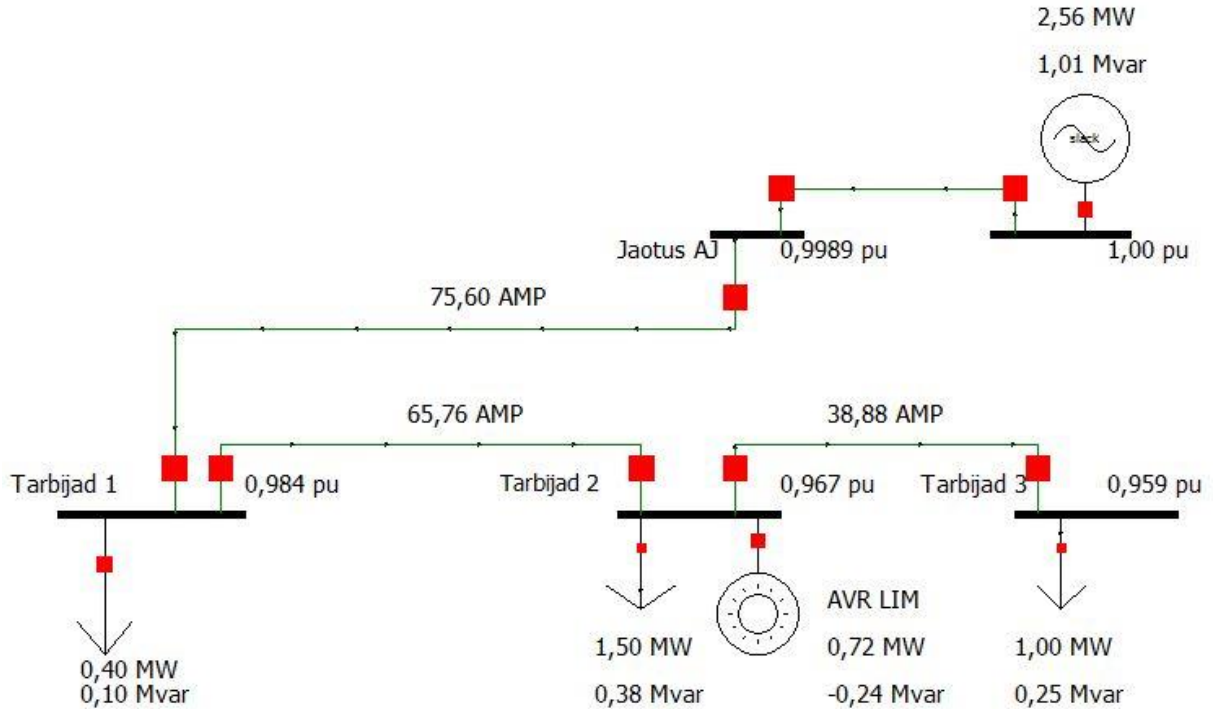 2,56 MW
1,01 Mvar
slack
Jaotus AJ
0,9989 pu
1,00 pu
75,60 AMP
65,76 AMP
38,88 AMP
Tarbijad 1
0,984 pu
Tarbijad 2
0,967 pu
Tarbijad 3
0,959 pu
0,40 MW
0,10 Mvar
1,50 MW
0,38 Mvar
AVR LIM
0,72 MW
-0,24 Mvar
1,00 MW
0,25 Mvar